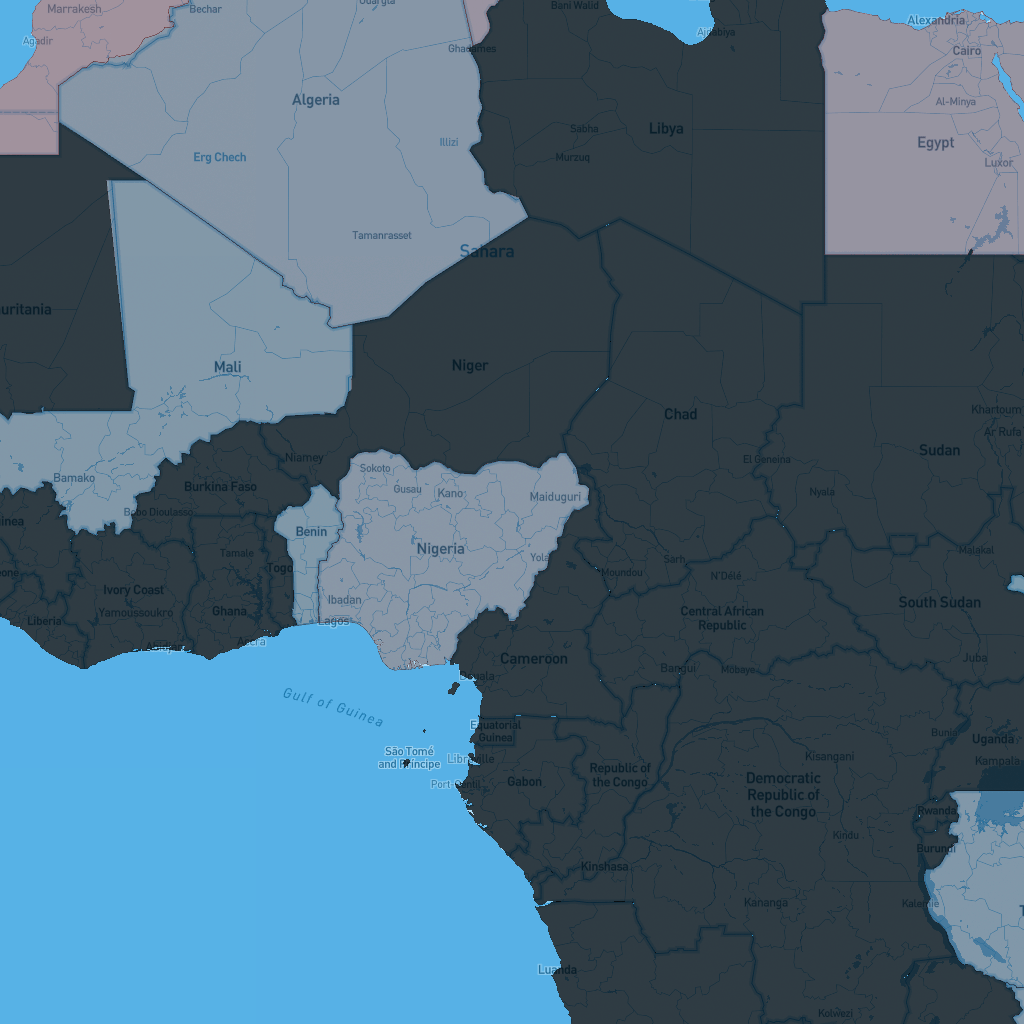 Marrakesh
Bechar
Ouargla
Bani Walid
Ajdabiya
Alexandria
Agadir
Ghadames
Cairo
Algeria
Al-Minya
Sabha
Libya
Illizi
Egypt
Erg Chech
Murzuq
Luxor
Tamanrasset
Sahara
uritania
Mali
Niger
Chad
Khartoum
Ar Rufa
Sudan
Niamey
El Geneina
Sokoto
Bamako
Burkina Faso
Gusau
Kano
Maiduguri
Nyala
Bobo Dioulasso
inea
Benin
Nigeria
Tamale
Yola
Malakal
Togo
Moundou
Sarh
N'Délé
Ivory Coast
Ibadan
South Sudan
Yamoussoukro
Ghana
Central African
Republic
Liberia
Lagos
Accra
Abidjan
Cameroon
Juba
Bangui
Mobaye
Douala
Gulf of Guinea
Equatorial
Guinea
Bunia
Uganda
São Tomé
and Príncipe
Libreville
Kisangani
Kampala
Republic of
the Congo
Democratic
Republic of
the Congo
Port-Gentil
Gabon
Rwanda
Kindu
Burundi
Kinshasa
Kananga
Kalemie
T
Luanda
Kolwezi